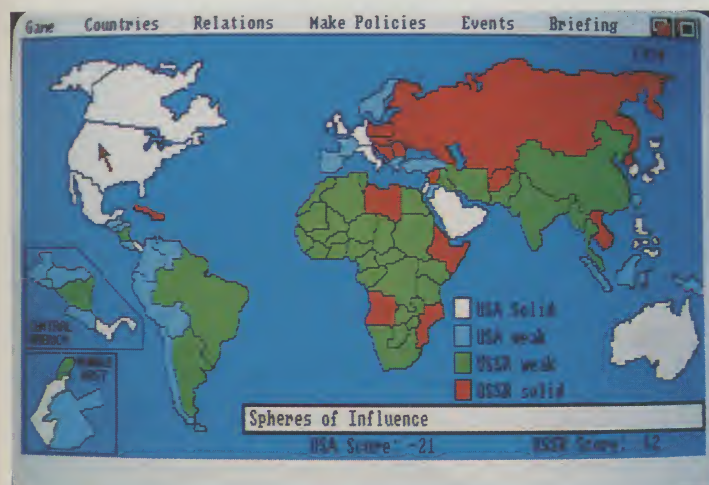 Game Countries Relations Make Policies Events Briefing
CENTRAL
AMERICA
MIDDLE
EAST
USA Solid
USA weak
USSR weak
USSR solid
Spheres of Influence
USA Score: -21 USSR Score: